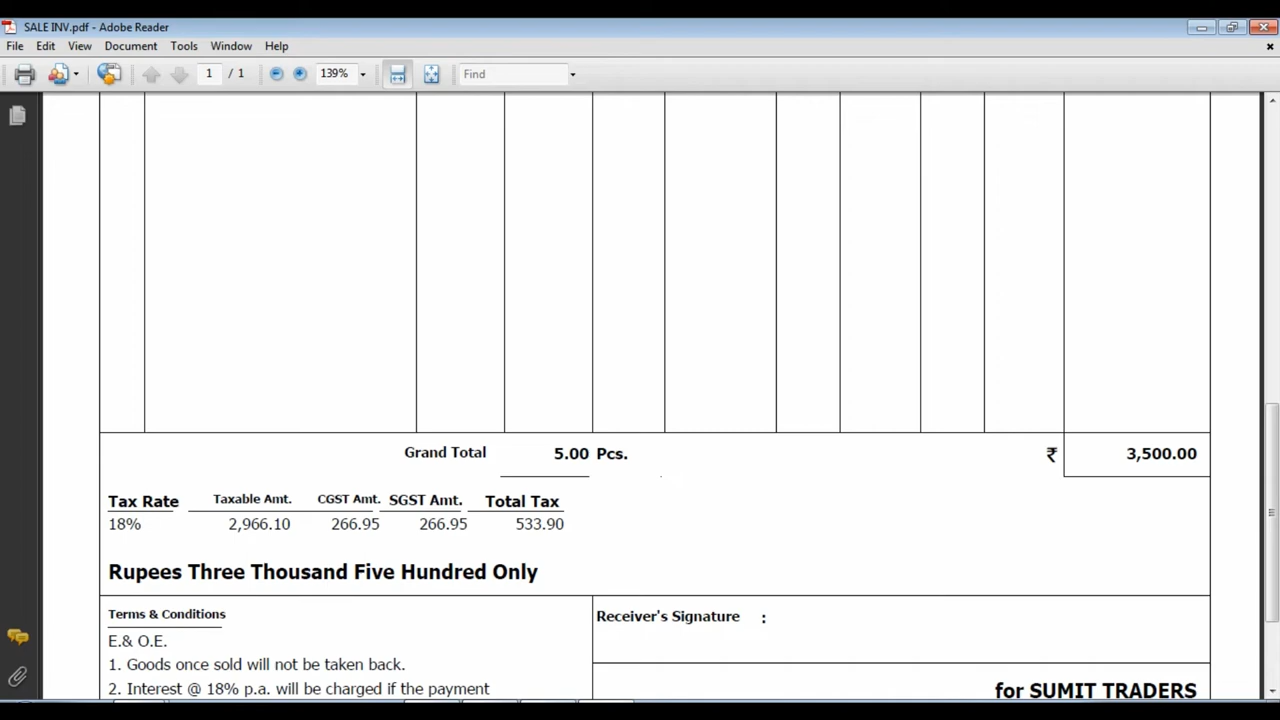 SALE INV.pdf - Adobe Reader
File Edit View Document Tools Window Help
1 / 1 139% Find
Grand Total 5.00 Pcs. ₹ 3,500.00
Tax Rate Taxable Amt. CGST Amt. SGST Amt. Total Tax
18% 2,966.10 266.95 266.95 533.90
Rupees Three Thousand Five Hundred Only
Terms & Conditions
Receiver's Signature :
E.& O.E.
1. Goods once sold will not be taken back.
2. Interest @ 18% p.a. will be charged if the payment
for SUMIT TRADERS